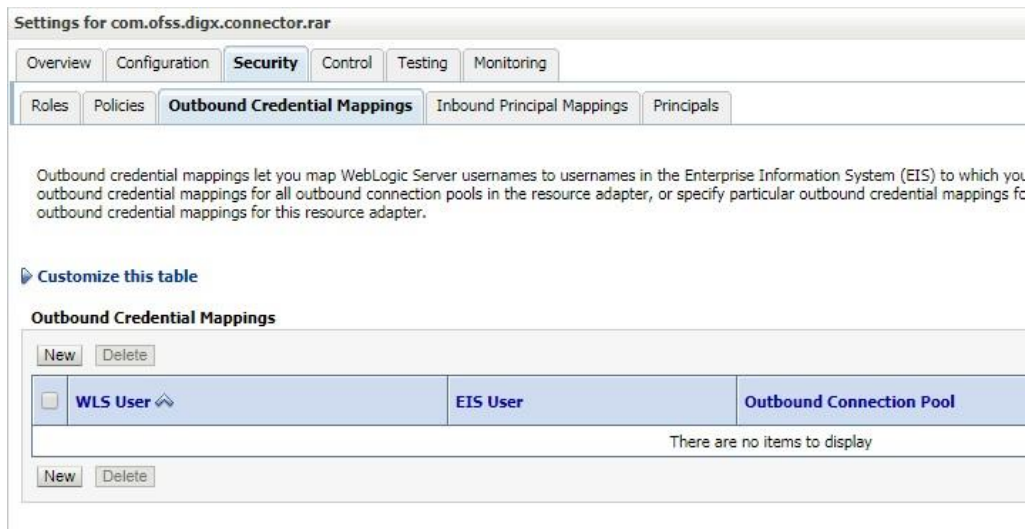 Settings for com.ofss.digx.connector.rar
Overview Configuration Security Control Testing Monitoring
Roles Policies Outbound Credential Mappings Inbound Principal Mappings Principals
Outbound credential mappings let you map WebLogic Server usernames to usernames in the Enterprise Information System (EIS) to which you
outbound credential mappings for all outbound connection pools in the resource adapter, or specify particular outbound credential mappings fo
outbound credential mappings for this resource adapter.
Customize this table
Outbound Credential Mappings
New Delete
WLS User EIS User Outbound Connection Pool
There are no items to display
New Delete